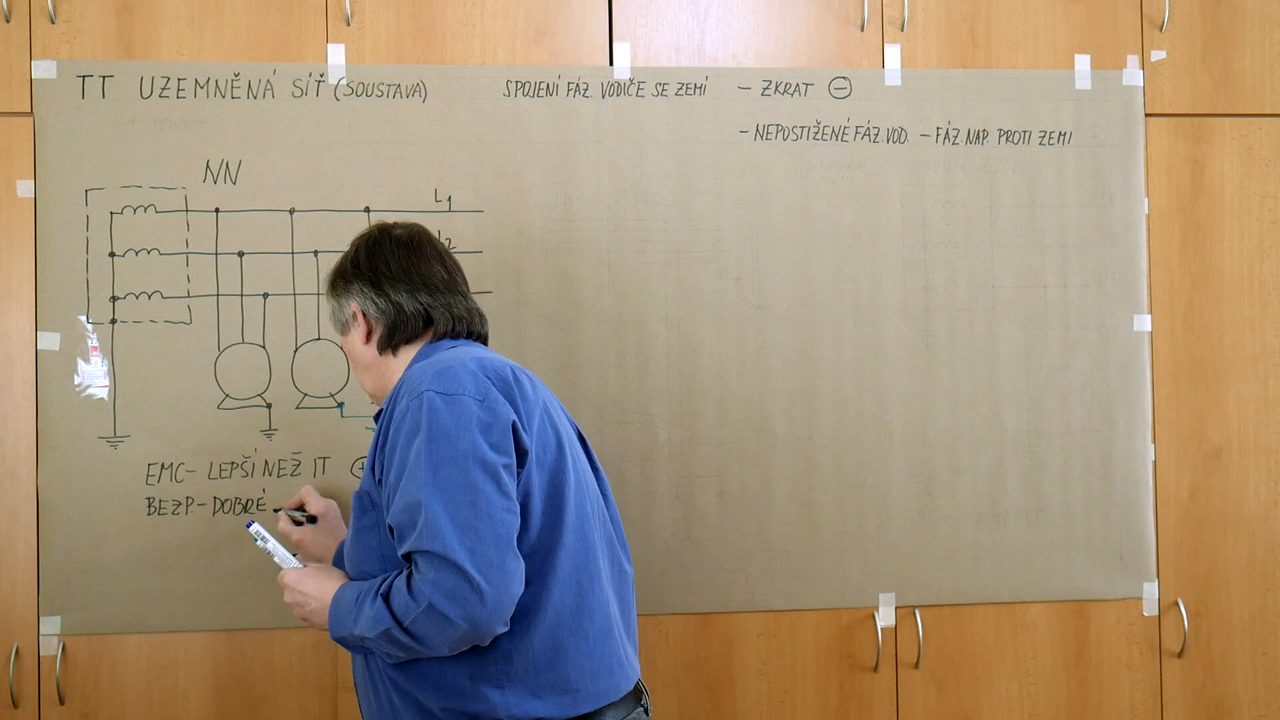 TT UZEMNĚNÁ SÍŤ (SOUSTAVA)
SPOJENÍ FÁZ. VODIČE SE ZEMÍ - ZKRAT ⊖
- NEPOSTIŽENÉ FÁZ. VOD. - FÁZ. NAP. PROTI ZEMI
NN
L1
L2
EMC - LEPŠÍ NEŽ IT ⊕
BEZP. - DOBRÉ